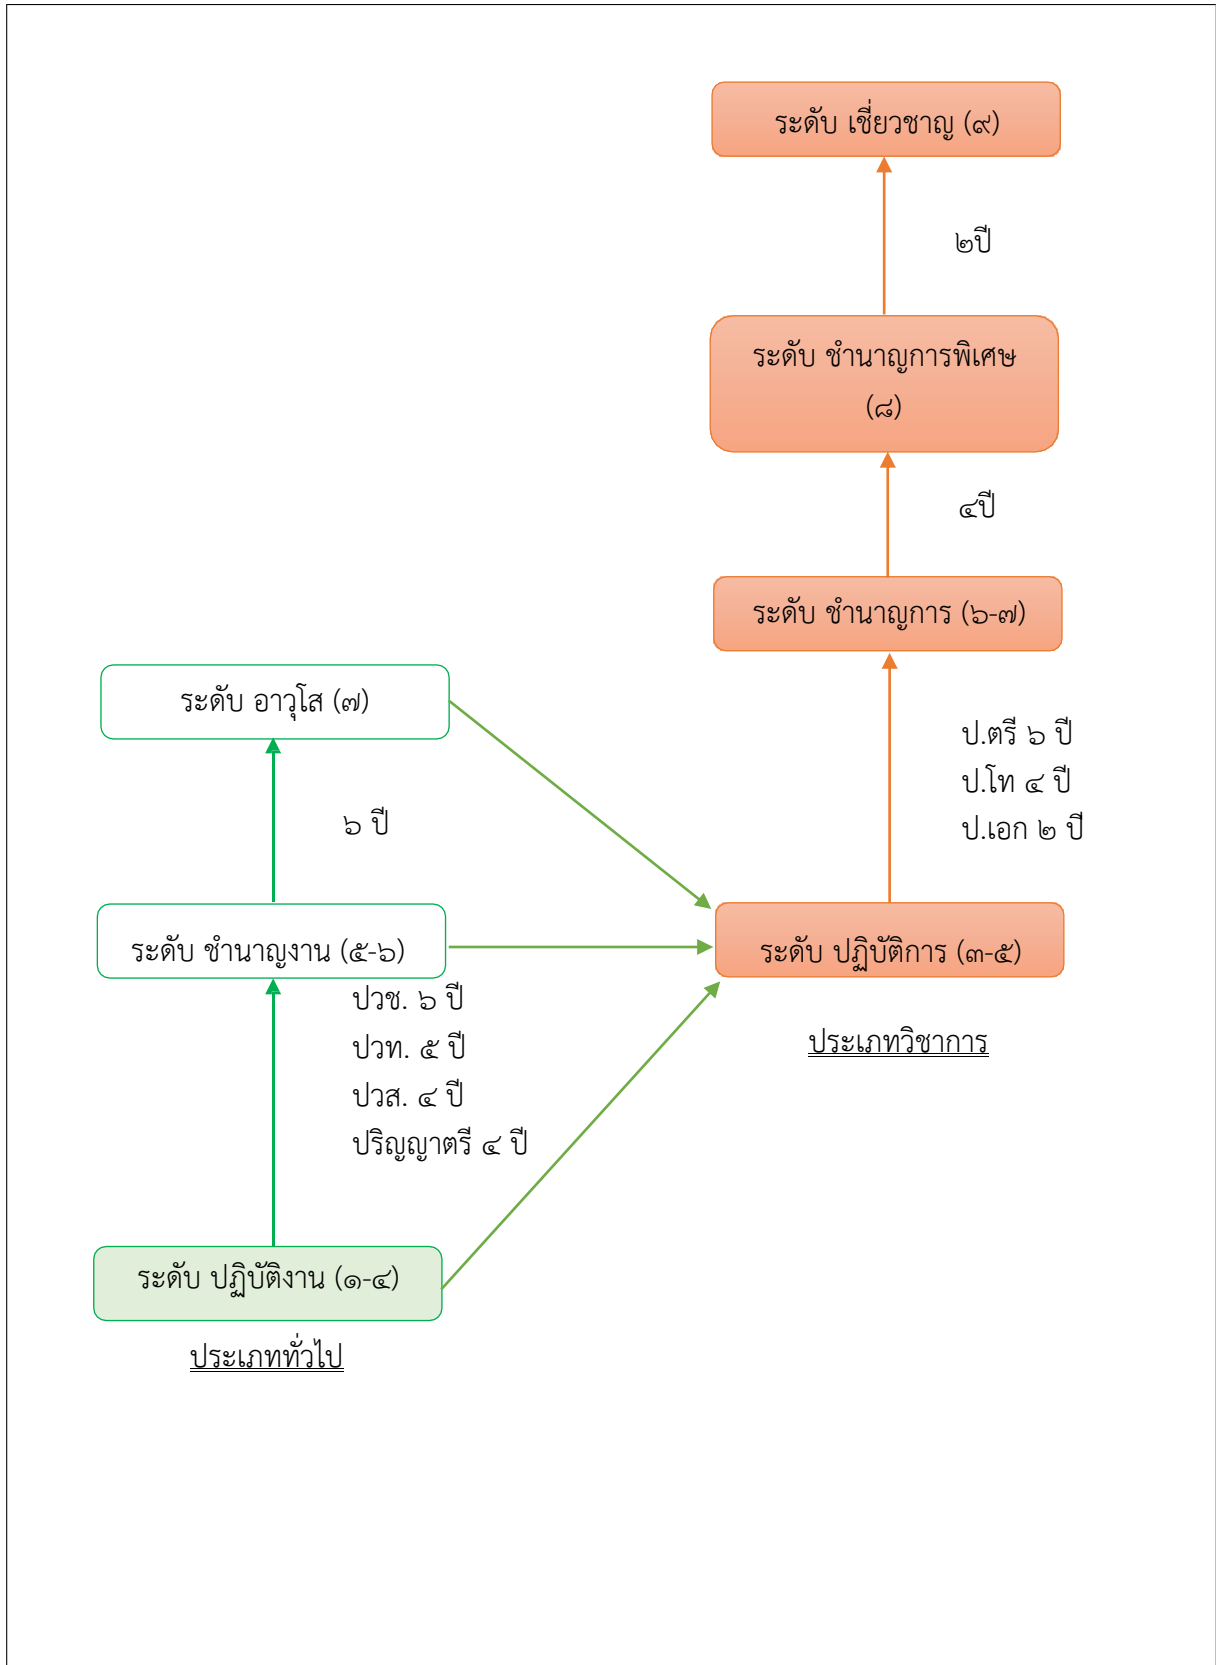 ระดับ เชี่ยวชาญ (๙)
๒ปี
ระดับ ชำนาญการพิเศษ
(๘)
๔ปี
ระดับ ชำนาญการ (๖-๗)
ป.ตรี ๖ ปี
ป.โท ๔ ปี
ป.เอก ๒ ปี
ระดับ ปฏิบัติการ (๓-๕)
ประเภทวิชาการ
ระดับ อาวุโส (๗)
๖ ปี
ระดับ ชำนาญงาน (๕-๖)
ปวช. ๖ ปี
ปวท. ๕ ปี
ปวส. ๔ ปี
ปริญญาตรี ๔ ปี
ระดับ ปฏิบัติงาน (๑-๔)
ประเภททั่วไป